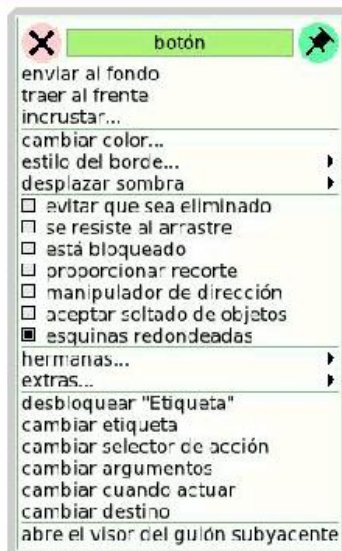 botón
enviar al fondo
traer al frente
incrustar...
cambiar color...
estilo del borde...
desplazar sombra
evitar que sea eliminado
se resiste al arrastre
está bloqueado
proporcionar recorte
manipulador de dirección
aceptar soltado de objetos
esquinas redondeadas
hermanas...
extras...
desbloquear "Etiqueta"
cambiar etiqueta
cambiar selector de acción
cambiar argumentos
cambiar cuando actuar
cambiar destino
abre el visor del guión subyacente